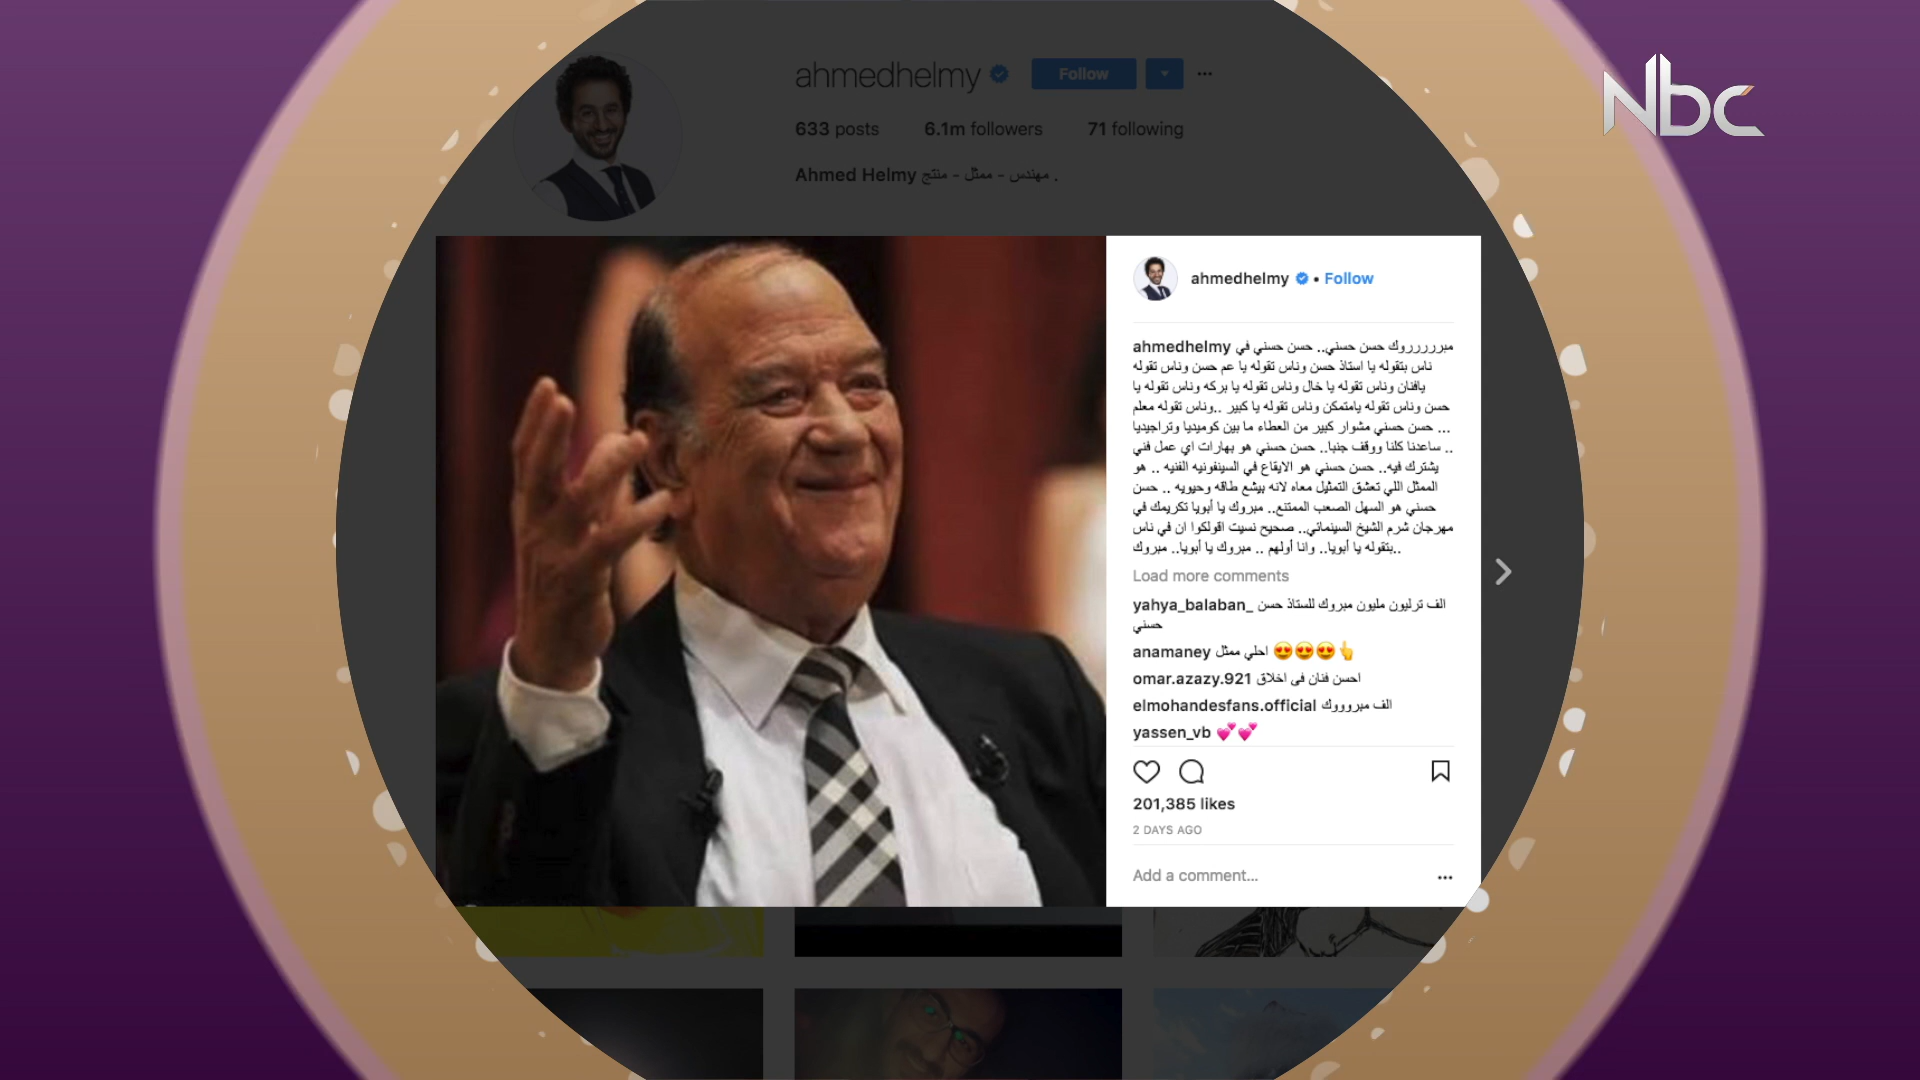 ahmedhelmy Follow ...
633 posts 6.1m followers 71 following
Ahmed Helmy مهندس - ممثل - منتج .
Nbc
ahmedhelmy • Follow
ahmedhelmy مبرررررروك حسن حسني.. حسن حسني في
ناس بتقوله يا استاذ حسن وناس تقوله يا عم حسن وناس تقوله
يافنان وناس تقوله يا خال وناس تقوله يا بركه وناس تقوله يا
حسن وناس تقوله يامتمكن وناس تقوله يا كبير ..وناس تقوله معلم
... حسن حسني مشوار كبير من العطاء ما بين كوميديا وتراجيديا
.. ساعدنا كلنا ووقف جنبا.. حسن حسني هو بهارات اي عمل فني
يشترك فيه.. حسن حسني هو الايقاع في السينفونيه الفنيه .. هو
الممثل اللي تعشق التمثيل معاه لانه بيشع طاقه وحيويه .. حسن
حسني هو السهل الصعب الممتنع.. مبروك يا أبويا تكريمك في
مهرجان شرم الشيخ السينمائي.. صحيح نسيت اقولكوا ان في ناس
بتقوله يا أبويا.. وانا أولهم .. مبروك يا أبويا.. مبروك..
Load more comments
yahya_balaban_ الف ترليون مليون مبروك للستاذ حسن
حسني
anamaney احلي ممثل 😍😍😍👆
omar.azazy.921 احسن فنان فى اخلاق
elmohandesfans.official الف مبروووك
yassen_vb 💕💕
201,385 likes
2 DAYS AGO
Add a comment... ...